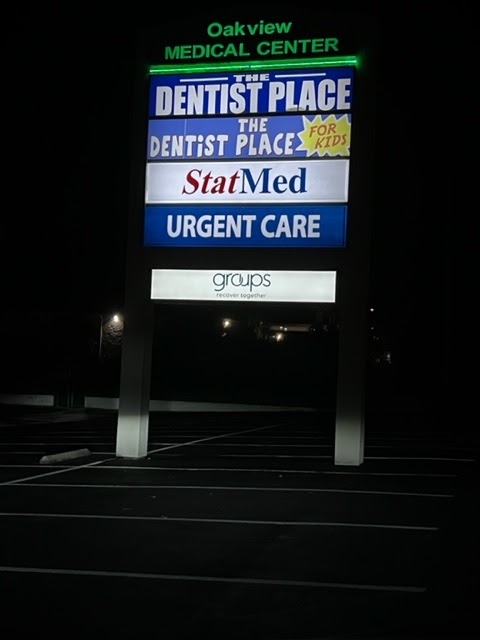 Oakview
MEDICAL CENTER
THE
DENTIST PLACE
THE
DENTIST PLACE
FOR
KIDS
StatMed
URGENT CARE
groups
recover together